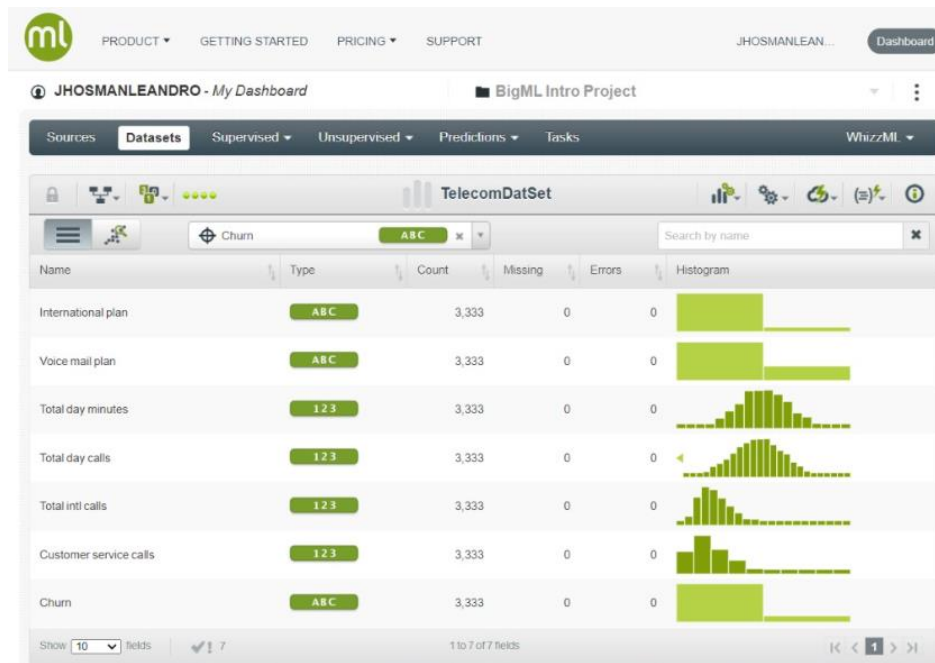 ml PRODUCT GETTING STARTED PRICING SUPPORT JHOSMANLEAN... Dashboard
JHOSMANLEANDRO - My Dashboard BigML Intro Project
Sources Datasets Supervised Unsupervised Predictions Tasks WhizzML
TelecomDatSet
Churn ABC Search by name
Name Type Count Missing Errors Histogram
International plan ABC 3,333 0 0
Voice mail plan ABC 3,333 0 0
Total day minutes 123 3,333 0 0
Total day calls 123 3,333 0 0
Total intl calls 123 3,333 0 0
Customer service calls 123 3,333 0 0
Churn ABC 3,333 0 0
Show 10 fields 7 1 to 7 of 7 fields 1